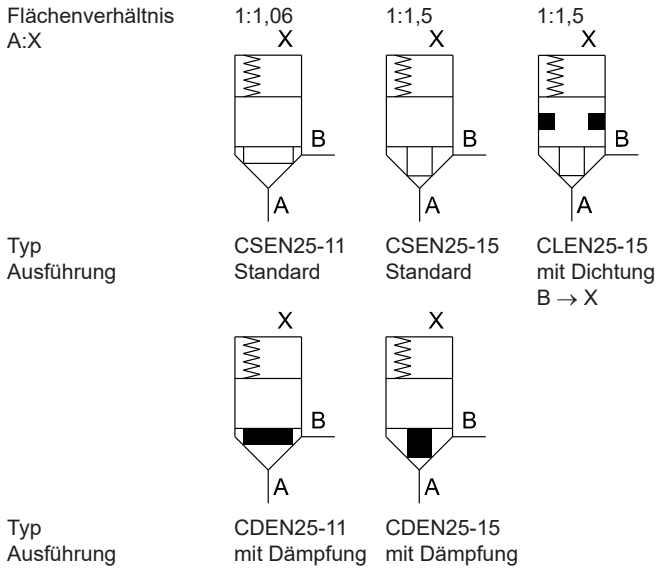 Flächenverhältnis 1:1,06 1:1,5 1:1,5
A:X X X X
B B B
A A A
Typ CSEN25-11 CSEN25-15 CLEN25-15
Ausführung Standard Standard mit Dichtung
B → X
X X
B B
A A
Typ CDEN25-11 CDEN25-15
Ausführung mit Dämpfung mit Dämpfung